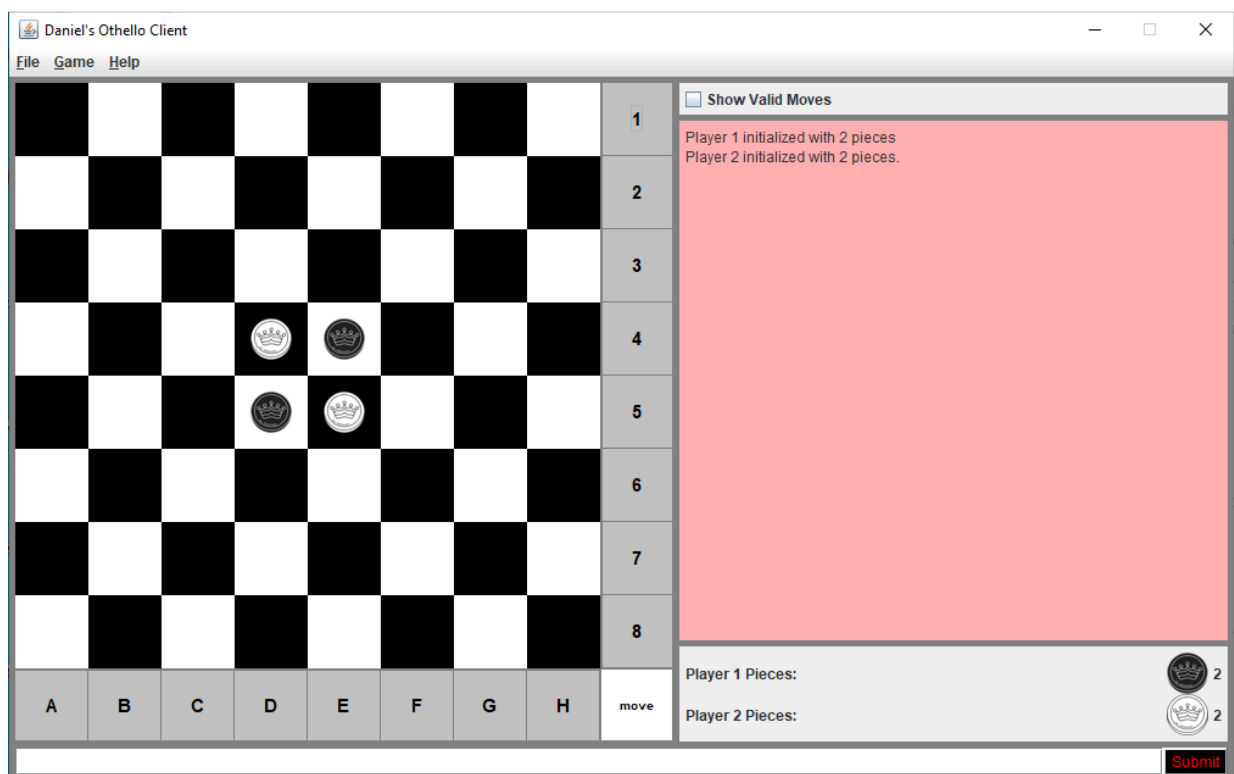 Daniel's Othello Client
File Game Help
1
2
3
4
5
6
7
8
A B C D E F G H move
Show Valid Moves
Player 1 initialized with 2 pieces
Player 2 initialized with 2 pieces.
Player 1 Pieces: 2
Player 2 Pieces: 2
Submit